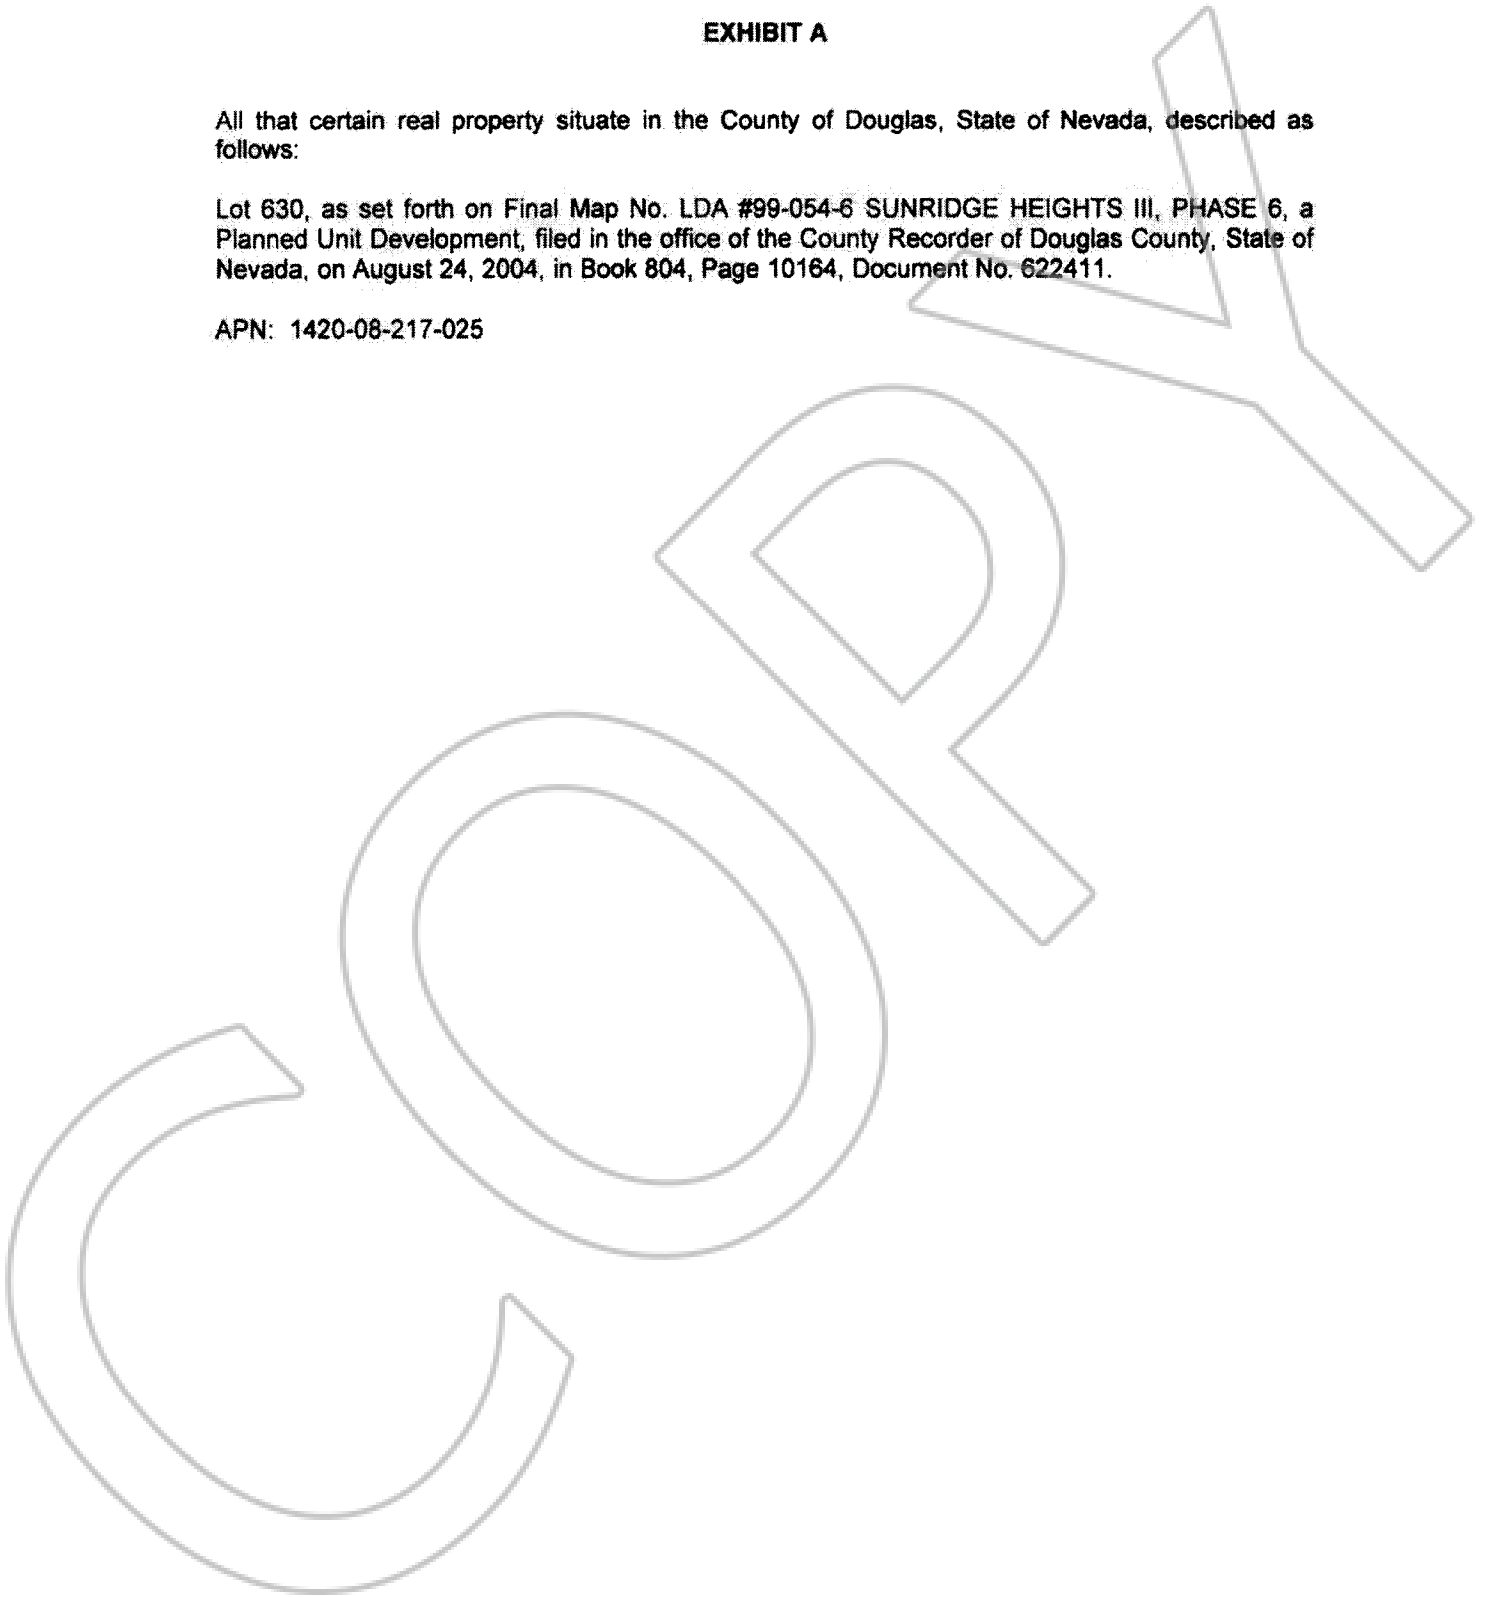 EXHIBIT A
All that certain real property situate in the County of Douglas, State of Nevada, described as
follows:
Lot 630, as set forth on Final Map No. LDA #99-054-6 SUNRIDGE HEIGHTS III, PHASE 6, a
Planned Unit Development, filed in the office of the County Recorder of Douglas County, State of
Nevada, on August 24, 2004, in Book 804, Page 10164, Document No. 622411.
APN: 1420-08-217-025
COPY